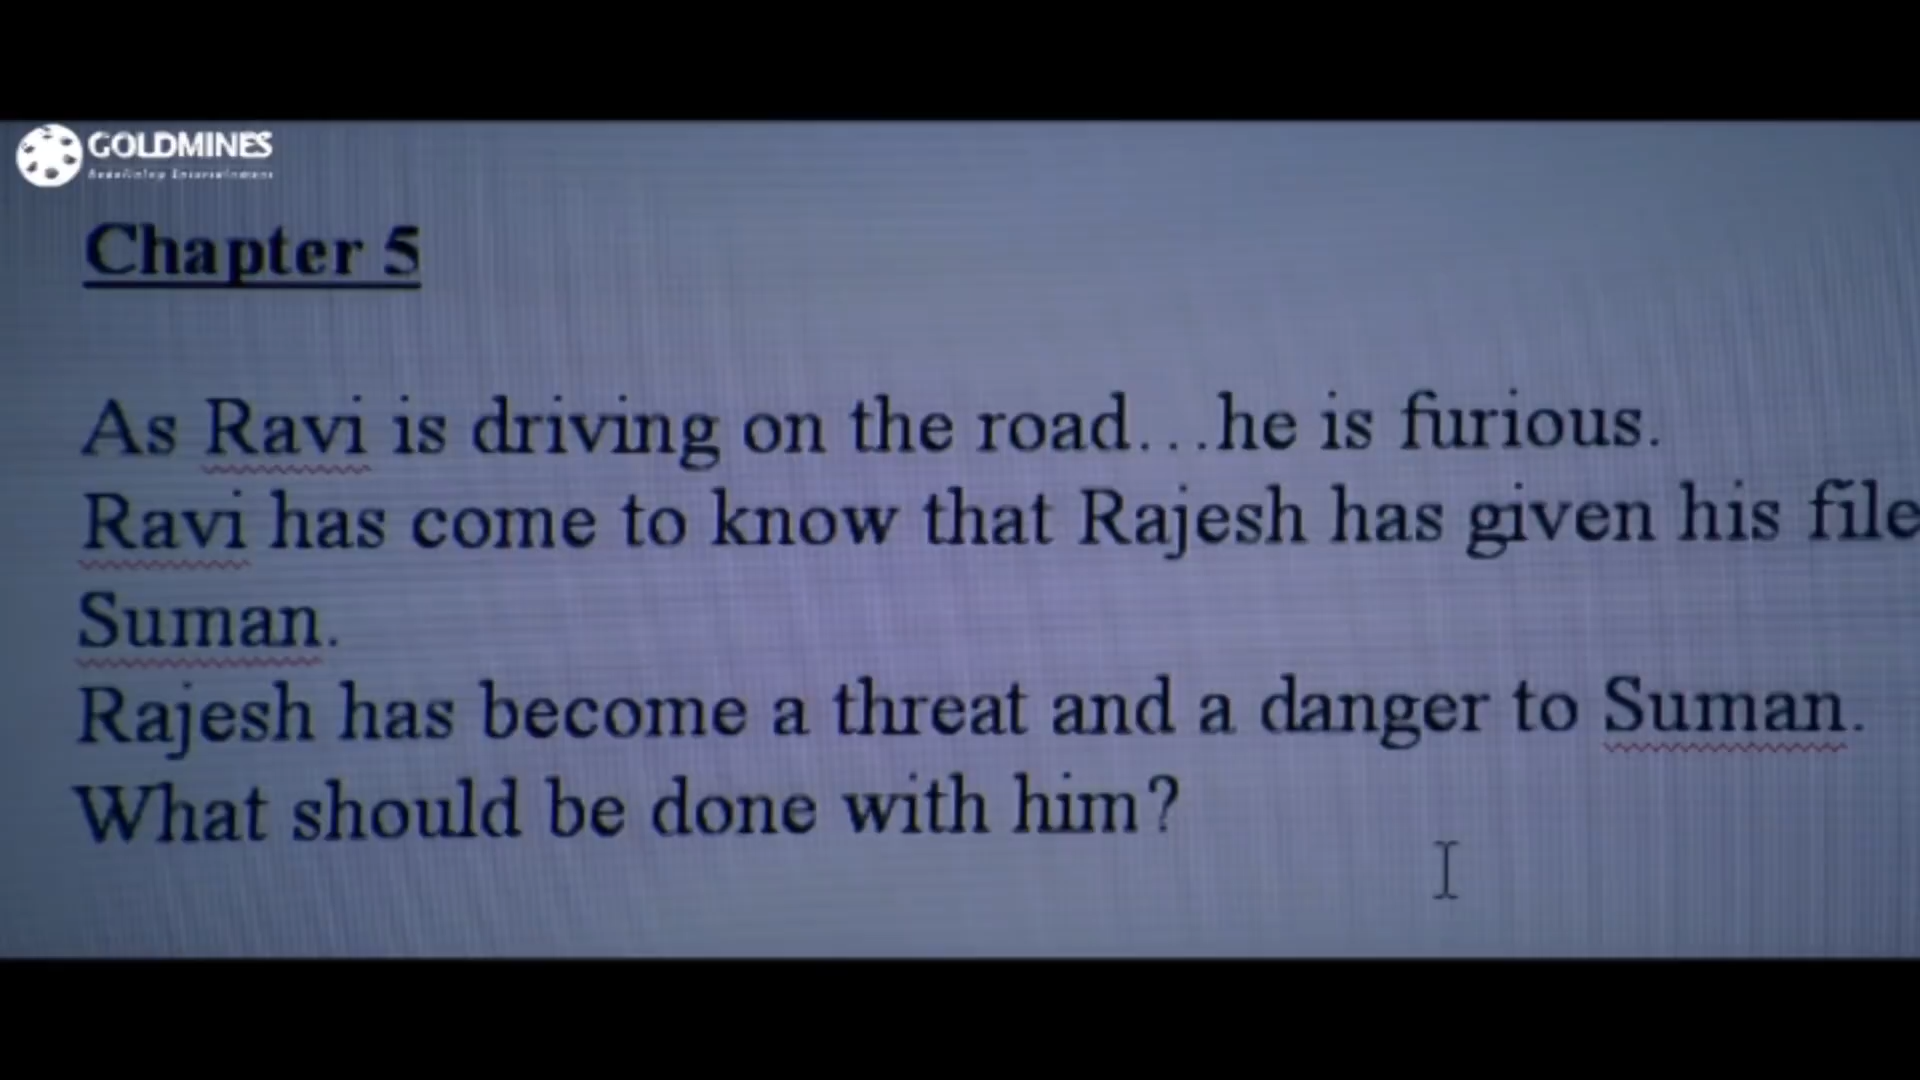 GOLDMINES
Redefining Entertainment
Chapter 5
As Ravi is driving on the road...he is furious.
Ravi has come to know that Rajesh has given his file
Suman.
Rajesh has become a threat and a danger to Suman.
What should be done with him?